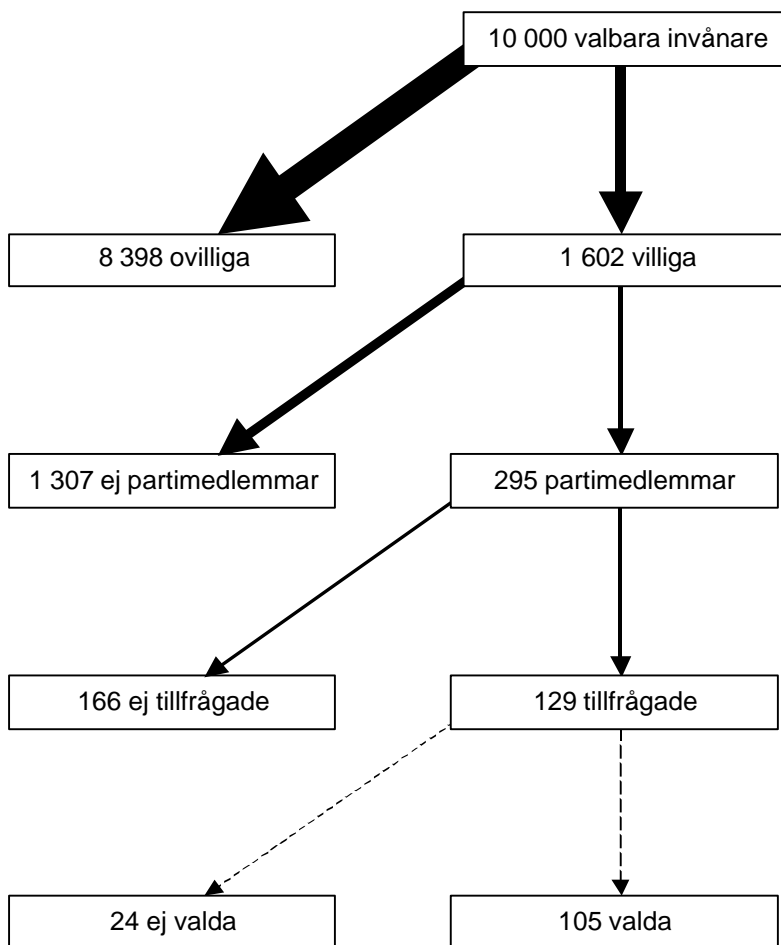 10 000 valbara invånare
8 398 ovilliga
1 602 villiga
1 307 ej partimedlemmar
295 partimedlemmar
166 ej tillfrågade
129 tillfrågade
24 ej valda
105 valda